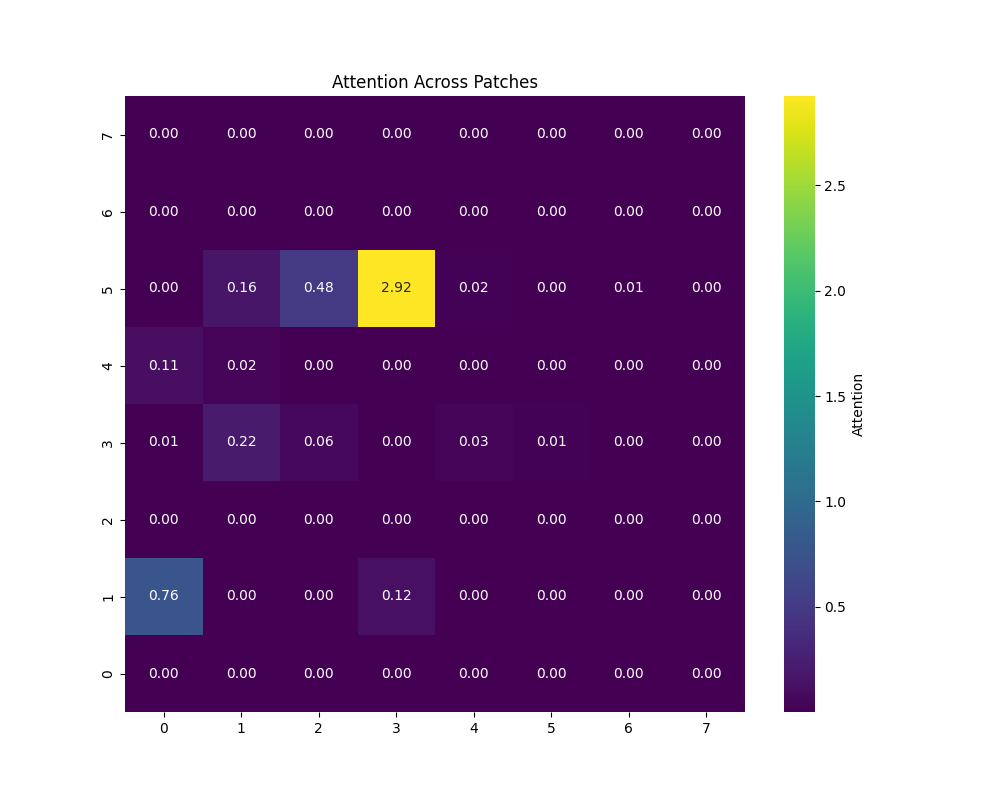 Attention Across Patches
7 0.00 0.00 0.00 0.00 0.00 0.00 0.00 0.00
6 0.00 0.00 0.00 0.00 0.00 0.00 0.00 0.00
5 0.00 0.16 0.48 2.92 0.02 0.00 0.01 0.00
4 0.11 0.02 0.00 0.00 0.00 0.00 0.00 0.00
3 0.01 0.22 0.06 0.00 0.03 0.01 0.00 0.00
2 0.00 0.00 0.00 0.00 0.00 0.00 0.00 0.00
1 0.76 0.00 0.00 0.12 0.00 0.00 0.00 0.00
0 0.00 0.00 0.00 0.00 0.00 0.00 0.00 0.00
0 1 2 3 4 5 6 7
2.5
2.0
1.5
1.0
0.5
Attention